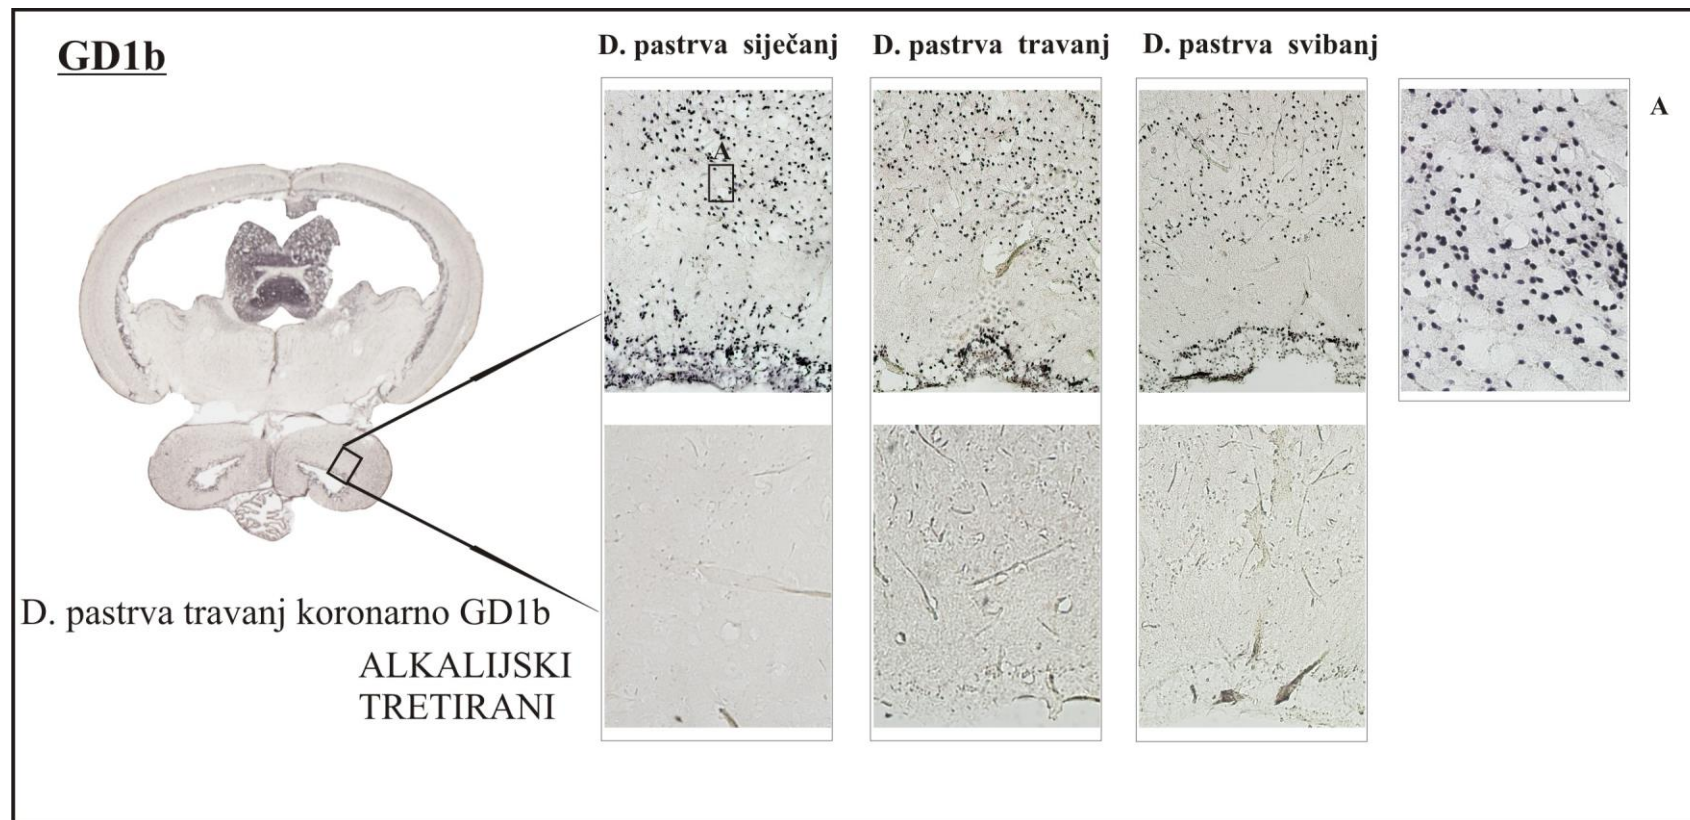 GD1b
D. pastrva siječanj
D. pastrva travanj
D. pastrva svibanj
A
A
D. pastrva travanj koronarno GD1b
ALKALIJSKI
TRETIRANI